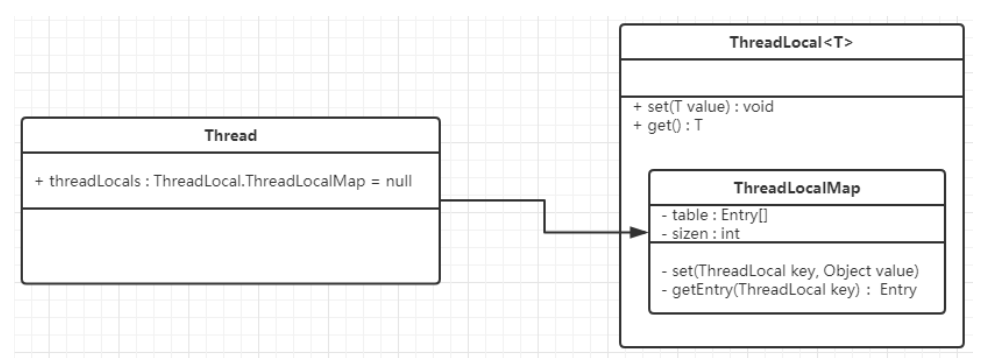 Thread
+ threadLocals : ThreadLocal.ThreadLocalMap = null
ThreadLocal<T>
+ set(T value) : void
+ get() : T
ThreadLocalMap
- table : Entry[]
- sizen : int
- set(ThreadLocal key, Object value)
- getEntry(ThreadLocal key) : Entry